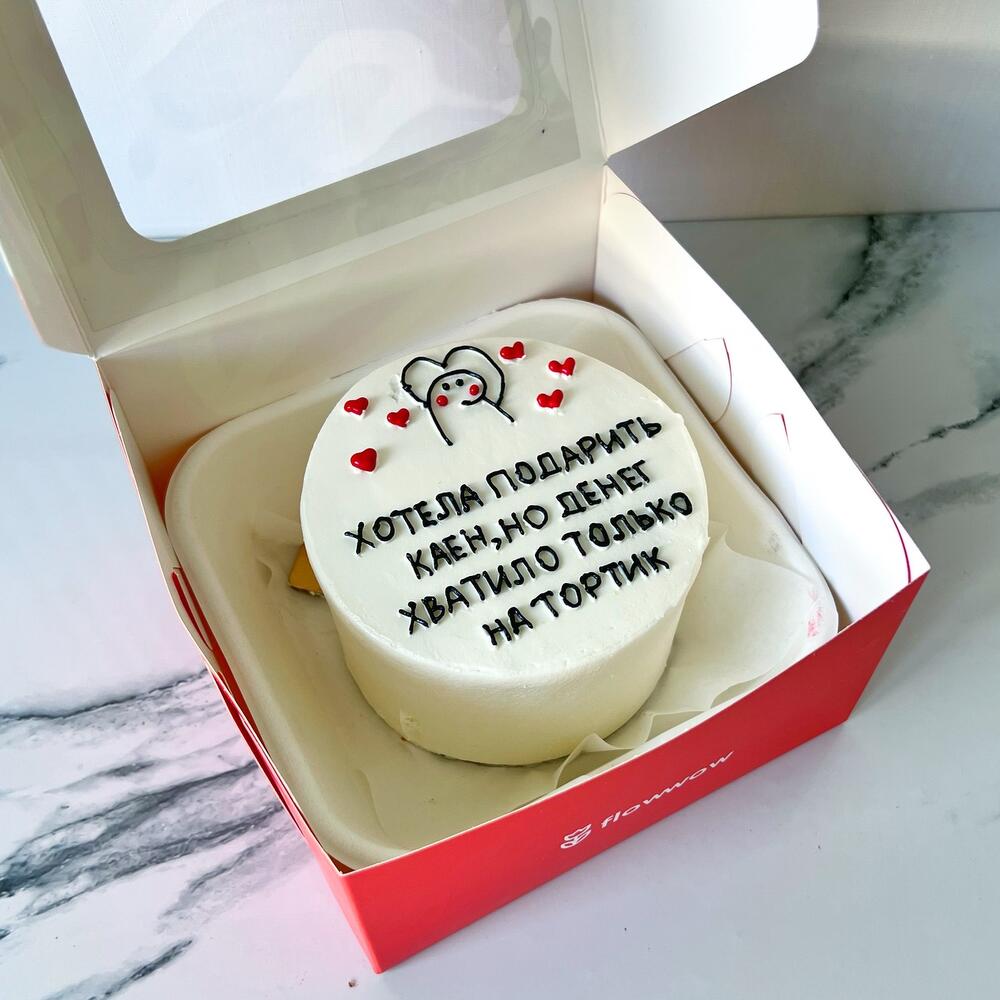 ХОТЕЛА ПОДАРИТЬ
КАЕН, НО ДЕНЕГ
ХВАТИЛО ТОЛЬКО
НА ТОРТИК
flowwow